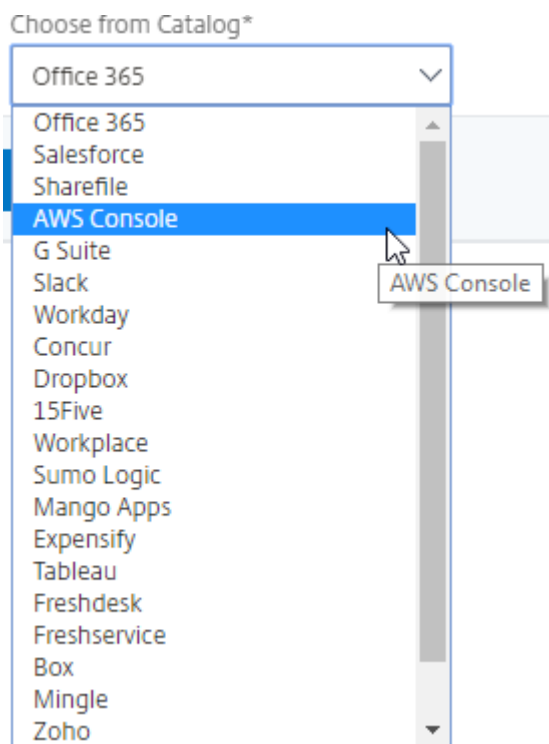 Choose from Catalog*
Office 365
Office 365
Salesforce
Sharefile
AWS Console
G Suite
AWS Console
Slack
Workday
Concur
Dropbox
15Five
Workplace
Sumo Logic
Mango Apps
Expensify
Tableau
Freshdesk
Freshservice
Box
Mingle
Zoho